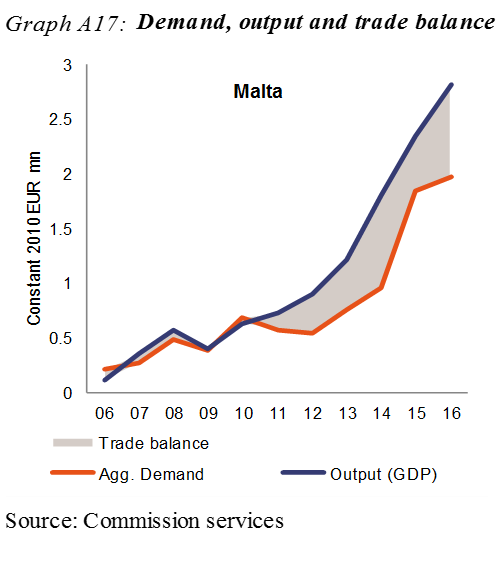 Graph A17: Demand, output and trade balance
Malta
Constant 2010 EUR mn
3
2.5
2
1.5
1
0.5
0
06 07 08 09 10 11 12 13 14 15 16
Trade balance
Agg. Demand Output (GDP)
Source: Commission services